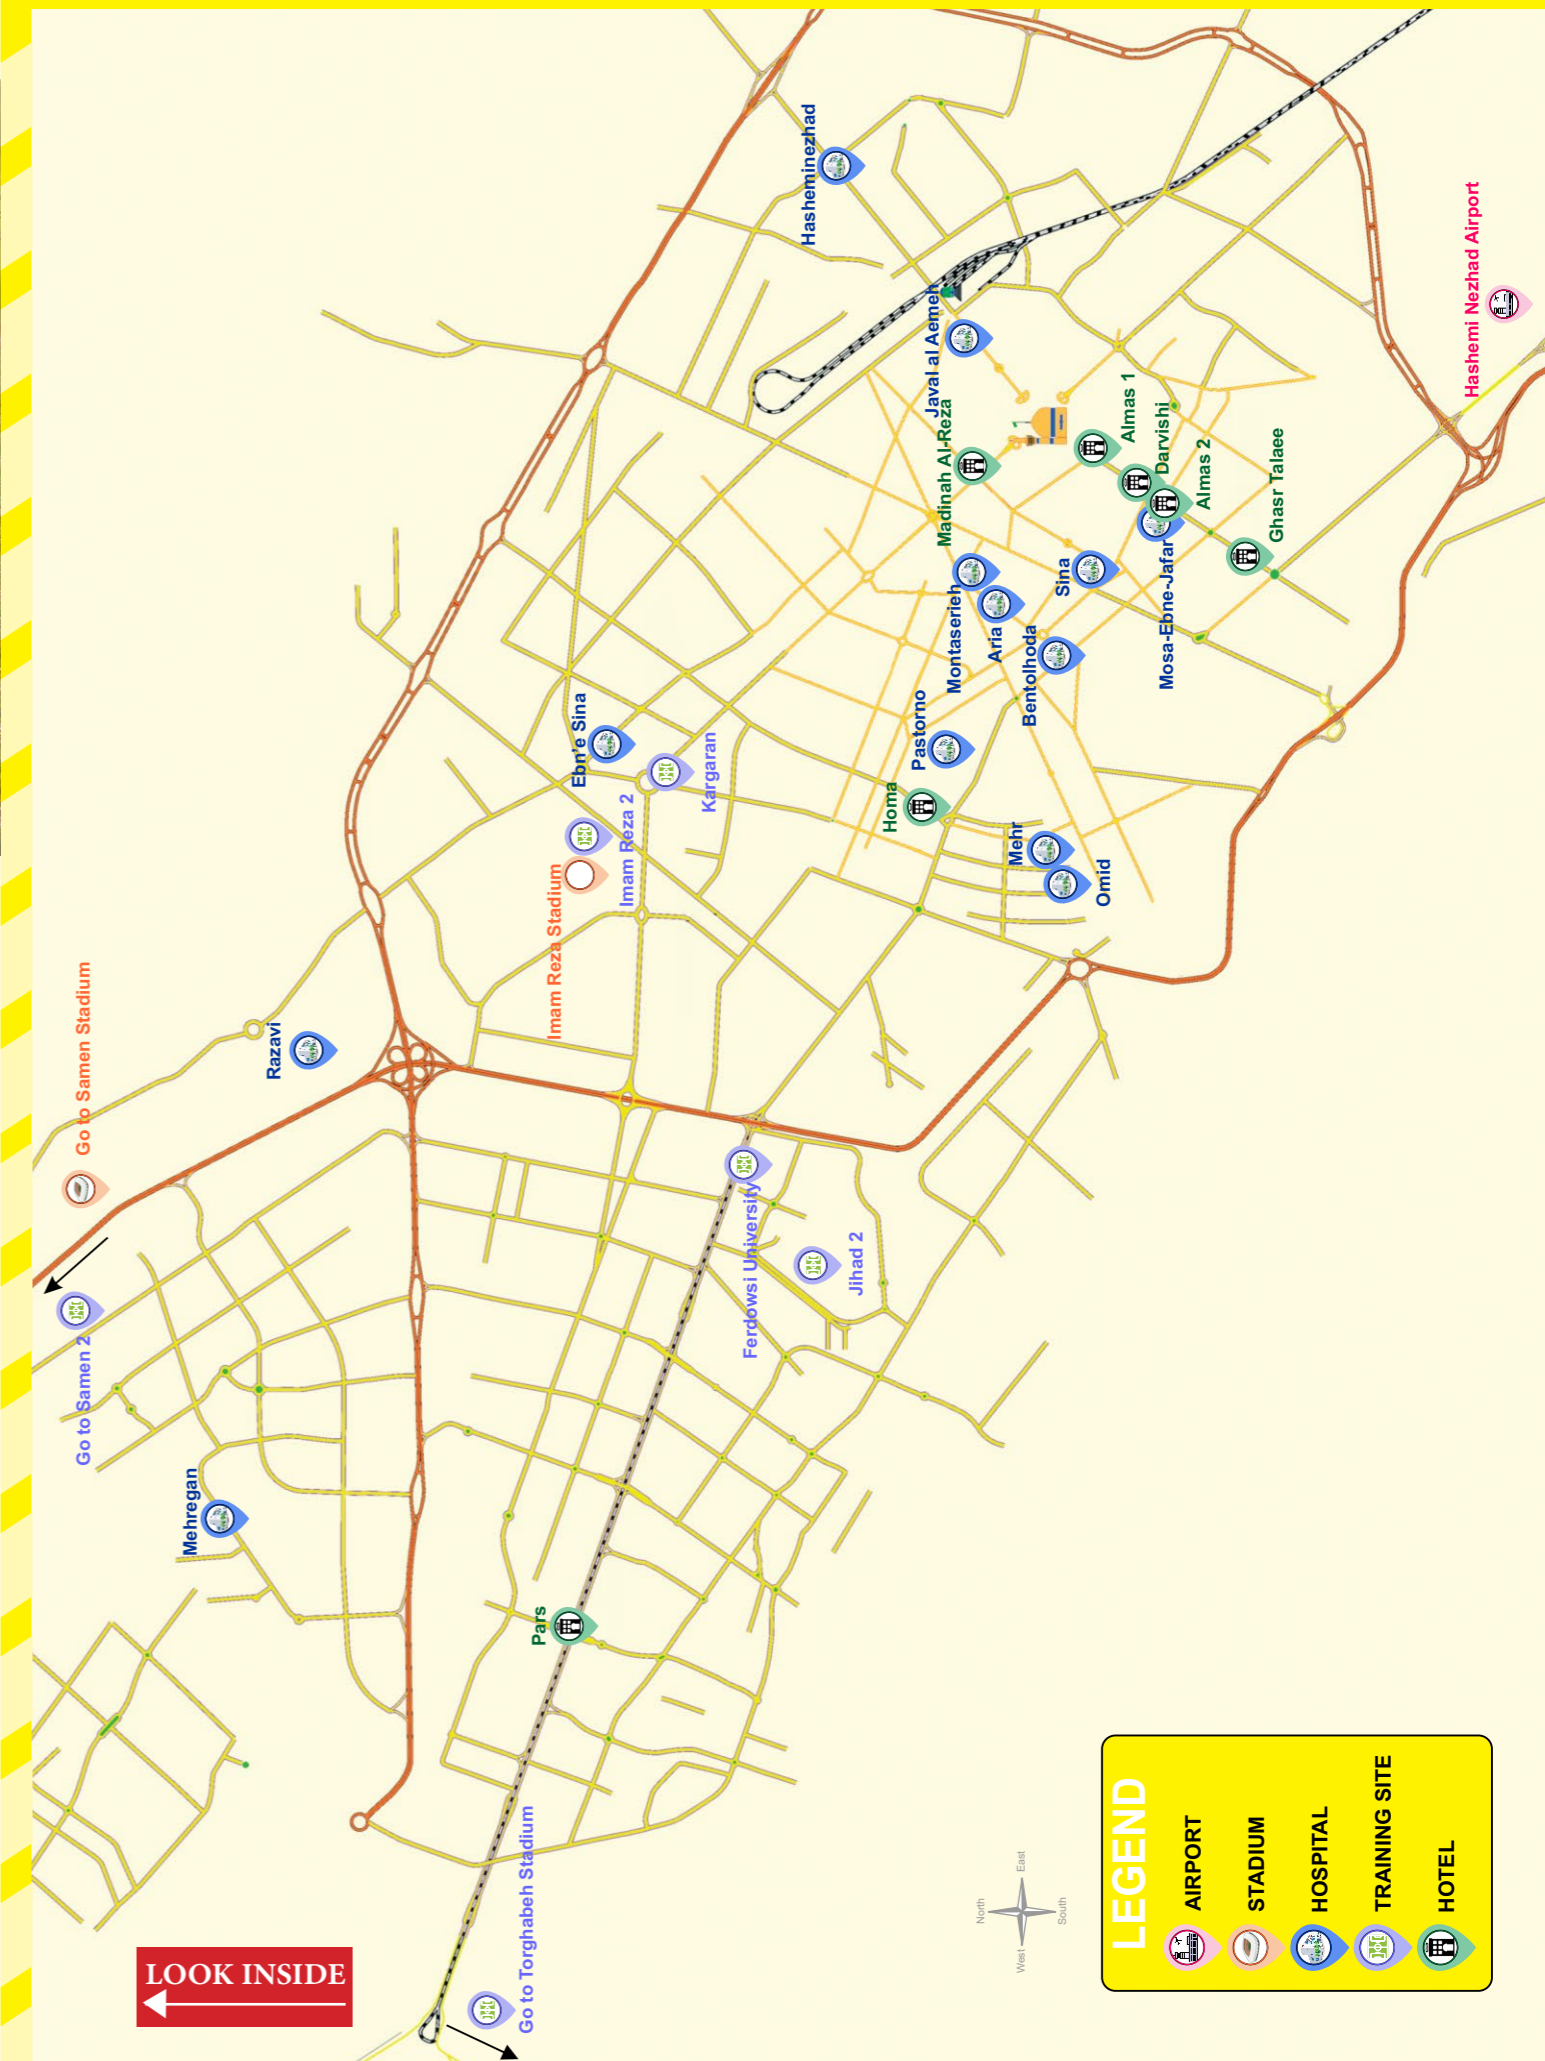 Go to Samen Stadium
Razavi
Go to Samen 2
Mehregan
Hasheminezhad
Javal al Aemeh
Madinah Al-Reza
Hashemi Nezhad Airport
Almas 1
Darvishi
Almas 2
Ghasr Talaee
Mosa-Ebne-Jafar
Sina
Montaserieh
Aria
Bentolhoda
Pastorno
Homa
Mehr
Omid
Ebn'e Sina
Kargaran
Imam Reza 2
Imam Reza Stadium
Ferdowsi University
Jihad 2
Pars
Go to Torghabeh Stadium
LOOK INSIDE
North
East
West
South
LEGEND
AIRPORT
STADIUM
HOSPITAL
TRAINING SITE
HOTEL